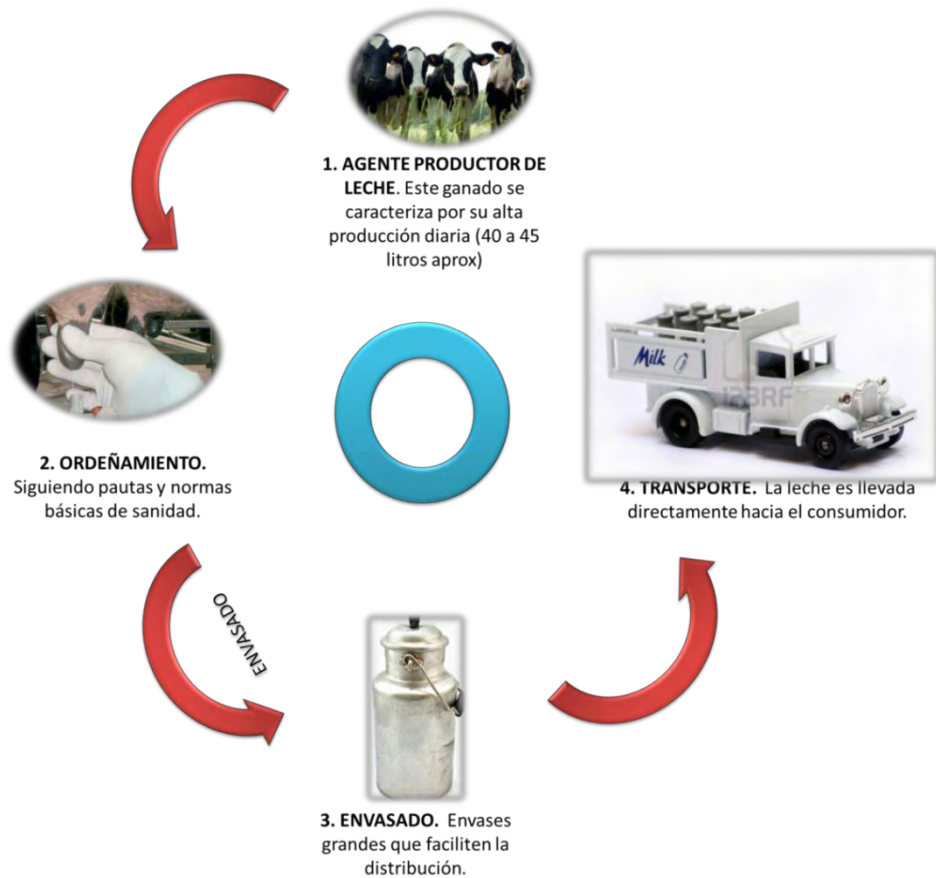 1. AGENTE PRODUCTOR DE
LECHE. Este ganado se
caracteriza por su alta
producción diaria (40 a 45
litros aprox)
2. ORDEÑAMIENTO.
Siguiendo pautas y normas
básicas de sanidad.
ENVASADO
3. ENVASADO. Envases
grandes que faciliten la
distribución.
Milk
123RF
4. TRANSPORTE. La leche es llevada
directamente hacia el consumidor.